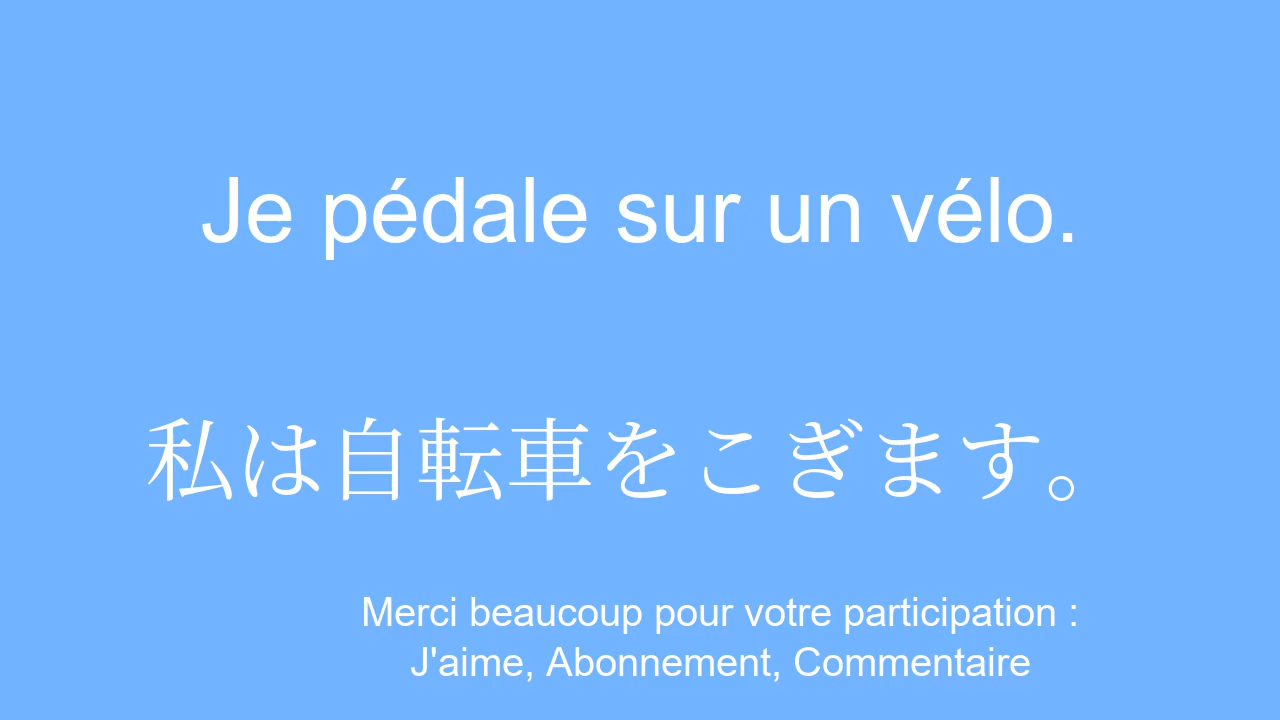 Je pédale sur un vélo.
私は自転車をこぎます。
Merci beaucoup pour votre participation :
J'aime, Abonnement, Commentaire